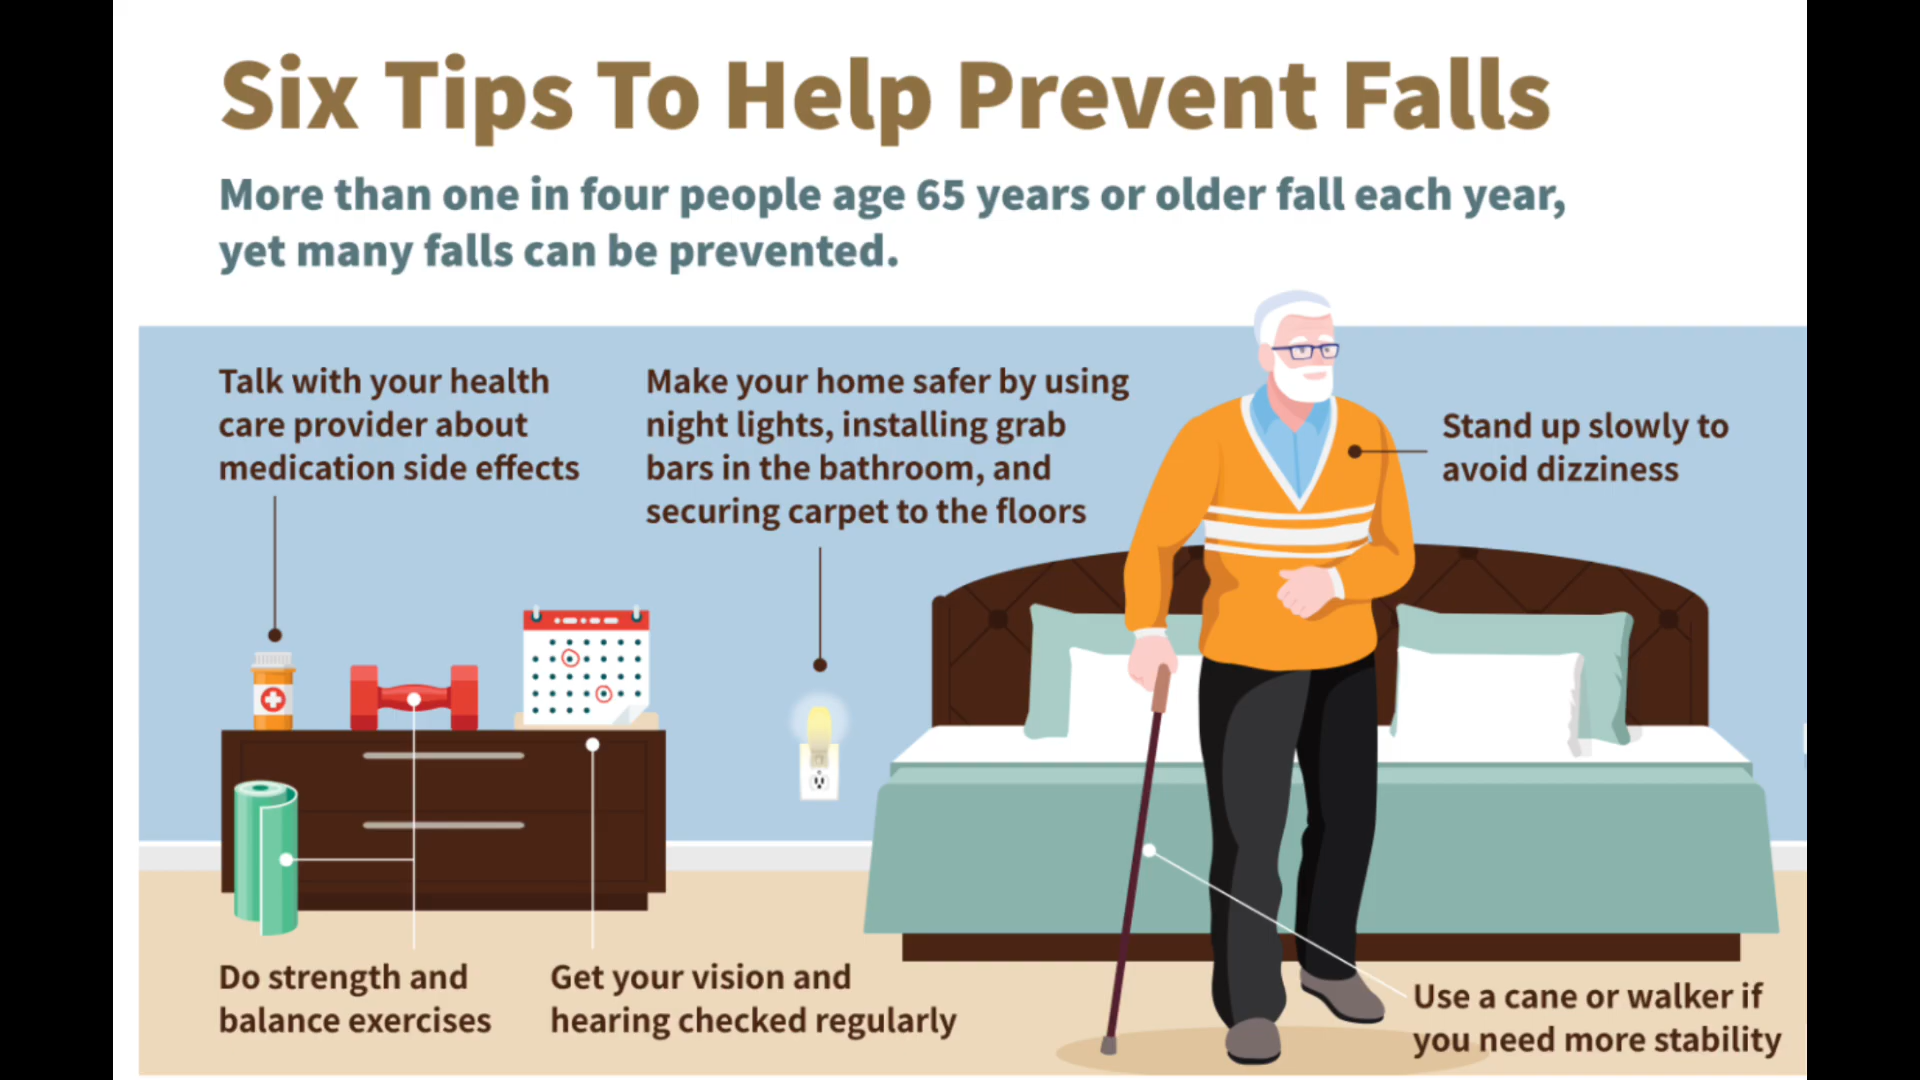 Six Tips To Help Prevent Falls
More than one in four people age 65 years or older fall each year,
yet many falls can be prevented.
Talk with your health
care provider about
medication side effects
Make your home safer by using
night lights, installing grab
bars in the bathroom, and
securing carpet to the floors
Stand up slowly to
avoid dizziness
Do strength and
balance exercises
Get your vision and
hearing checked regularly
Use a cane or walker if
you need more stability